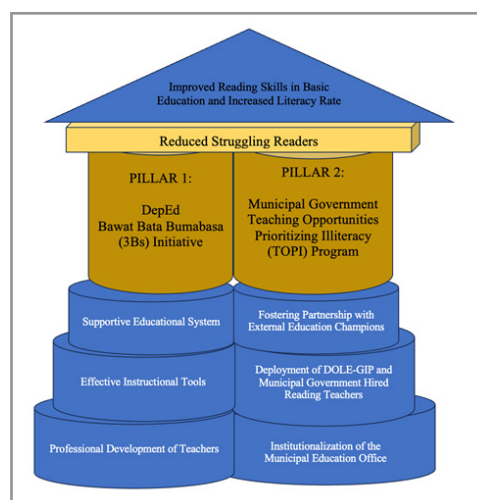 Improved Reading Skills in Basic
Education and Increased Literacy Rate
Reduced Struggling Readers
PILLAR 1:
DepEd
Bawat Bata Bumabasa
(3Bs) Initiative
PILLAR 2:
Municipal Government
Teaching Opportunities
Prioritizing Illiteracy
(TOPI) Program
Supportive Educational System
Fostering Partnership with
External Education Champions
Effective Instructional Tools
Deployment of DOLE-GIP and
Municipal Government Hired
Reading Teachers
Professional Development of Teachers
Institutionalization of the
Municipal Education Office